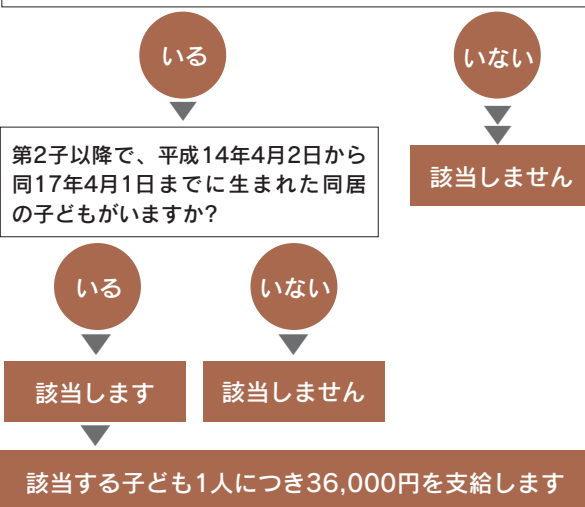 いる
いない
第2子以降で、平成14年4月2日から
同17年4月1日までに生まれた同居
の子どもがいますか?
該当しません
いる
いない
該当します
該当しません
該当する子ども1人につき36,000円を支給します